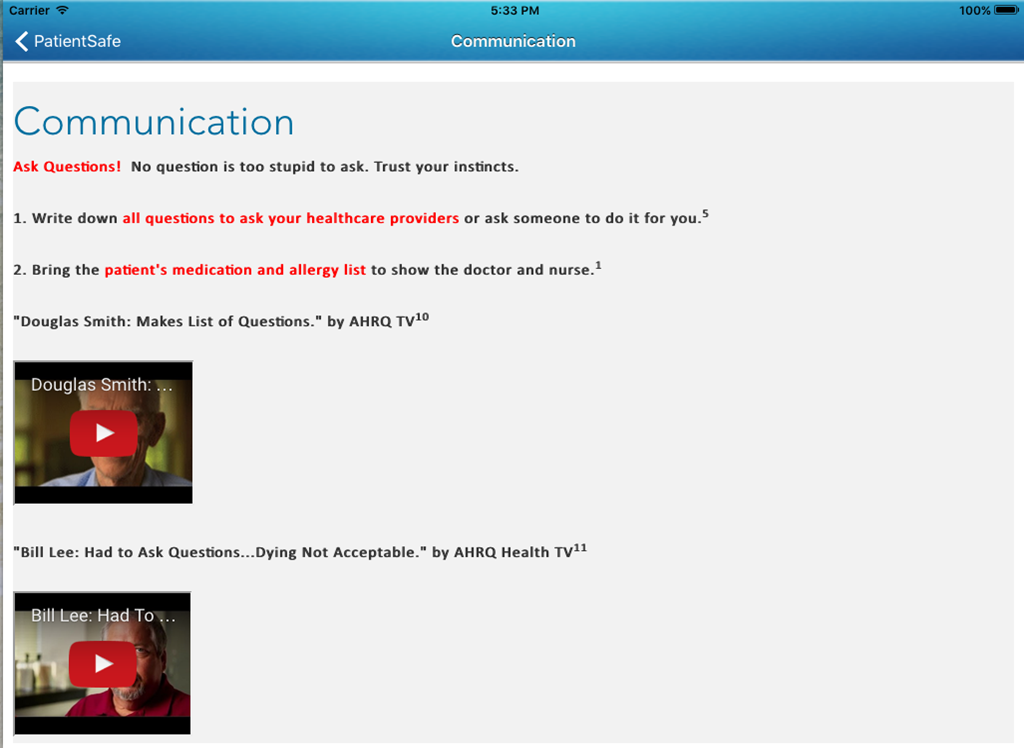 Carrier 5:33 PM 100%
PatientSafe Communication
Communication
Ask Questions! No question is too stupid to ask. Trust your instincts.
1. Write down all questions to ask your healthcare providers or ask someone to do it for you.5
2. Bring the patient's medication and allergy list to show the doctor and nurse.1
"Douglas Smith: Makes List of Questions." by AHRQ TV10
Douglas Smith: ...
"Bill Lee: Had to Ask Questions...Dying Not Acceptable." by AHRQ Health TV11
Bill Lee: Had To ...